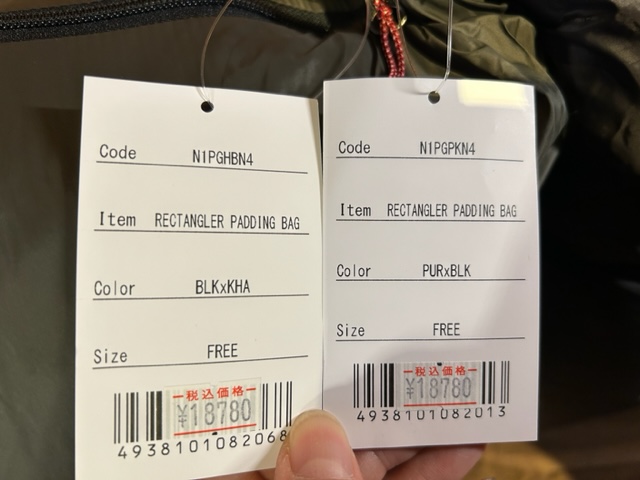 Code N1PGHBN4
Item RECTANGLER PADDING BAG
Color BLKxKHA
Size FREE
税込価格
¥18780
493810108206
Code N1PGPKN4
Item RECTANGLER PADDING BAG
Color PURxBLK
Size FREE
税込価格
¥18780
4938101082013